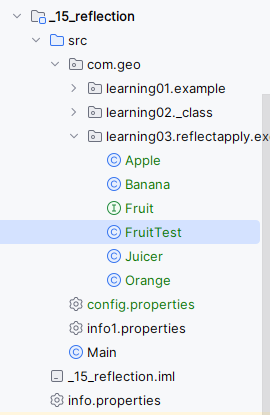 _15_reflection
src
com.geo
learning01.example
learning02._class
learning03.reflectapply.exe
Apple
Banana
Fruit
FruitTest
Juicer
Orange
config.properties
info1.properties
Main
_15_reflection.iml
info.properties